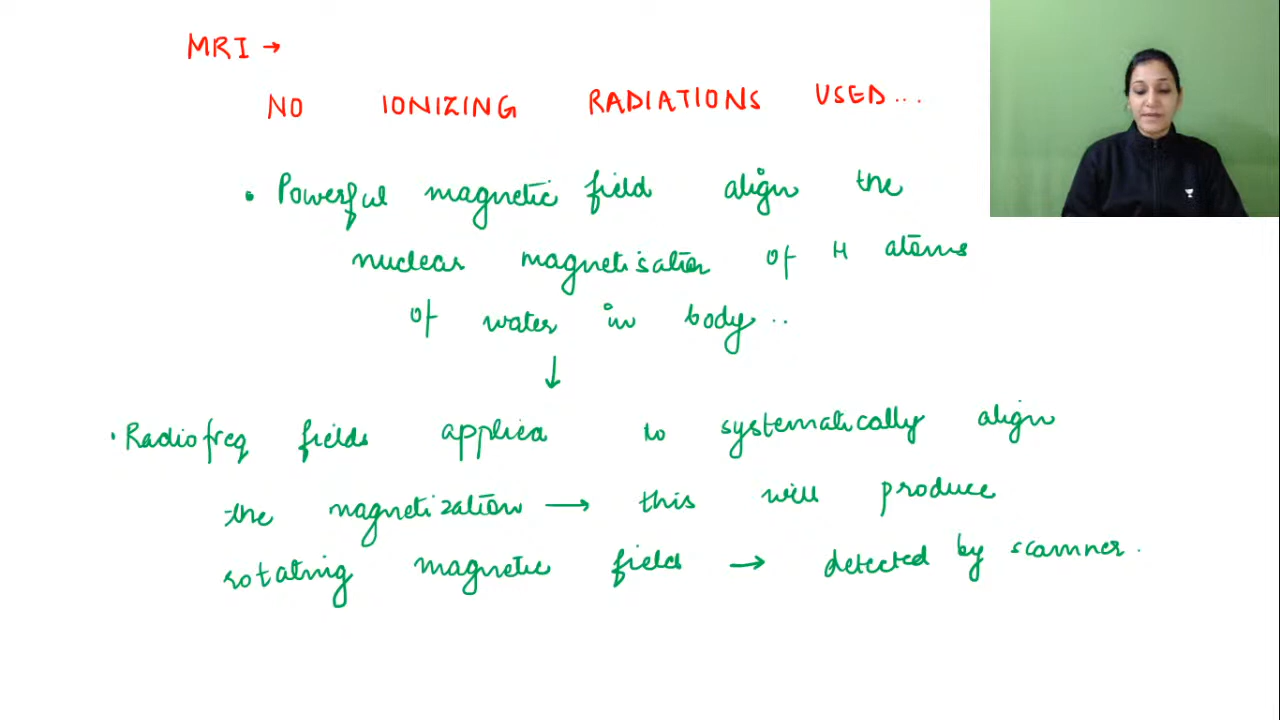 MRI →
NO IONIZING RADIATIONS USED...
• Powerful magnetic field align the
nuclear magnetisation of H atoms
of water in body ..
↓
• Radiofreq fields applied to systematically align
the magnetization → this will produce
rotating magnetic field → detected by scanner.